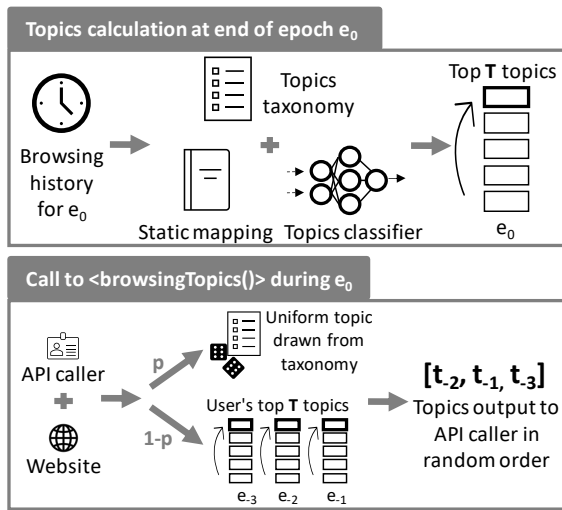 Topics calculation at end of epoch e₀
Browsing
history
for e₀
Topics
taxonomy
Static mapping
Topics classifier
Top T topics
e₀
Call to <browsingTopics()> during e₀
API caller
Website
p
1-p
Uniform topic
drawn from
taxonomy
User's top T topics
e₋₃
e₋₂
e₋₁
[t₋₂, t₋₁, t₋₃]
Topics output to
API caller in
random order